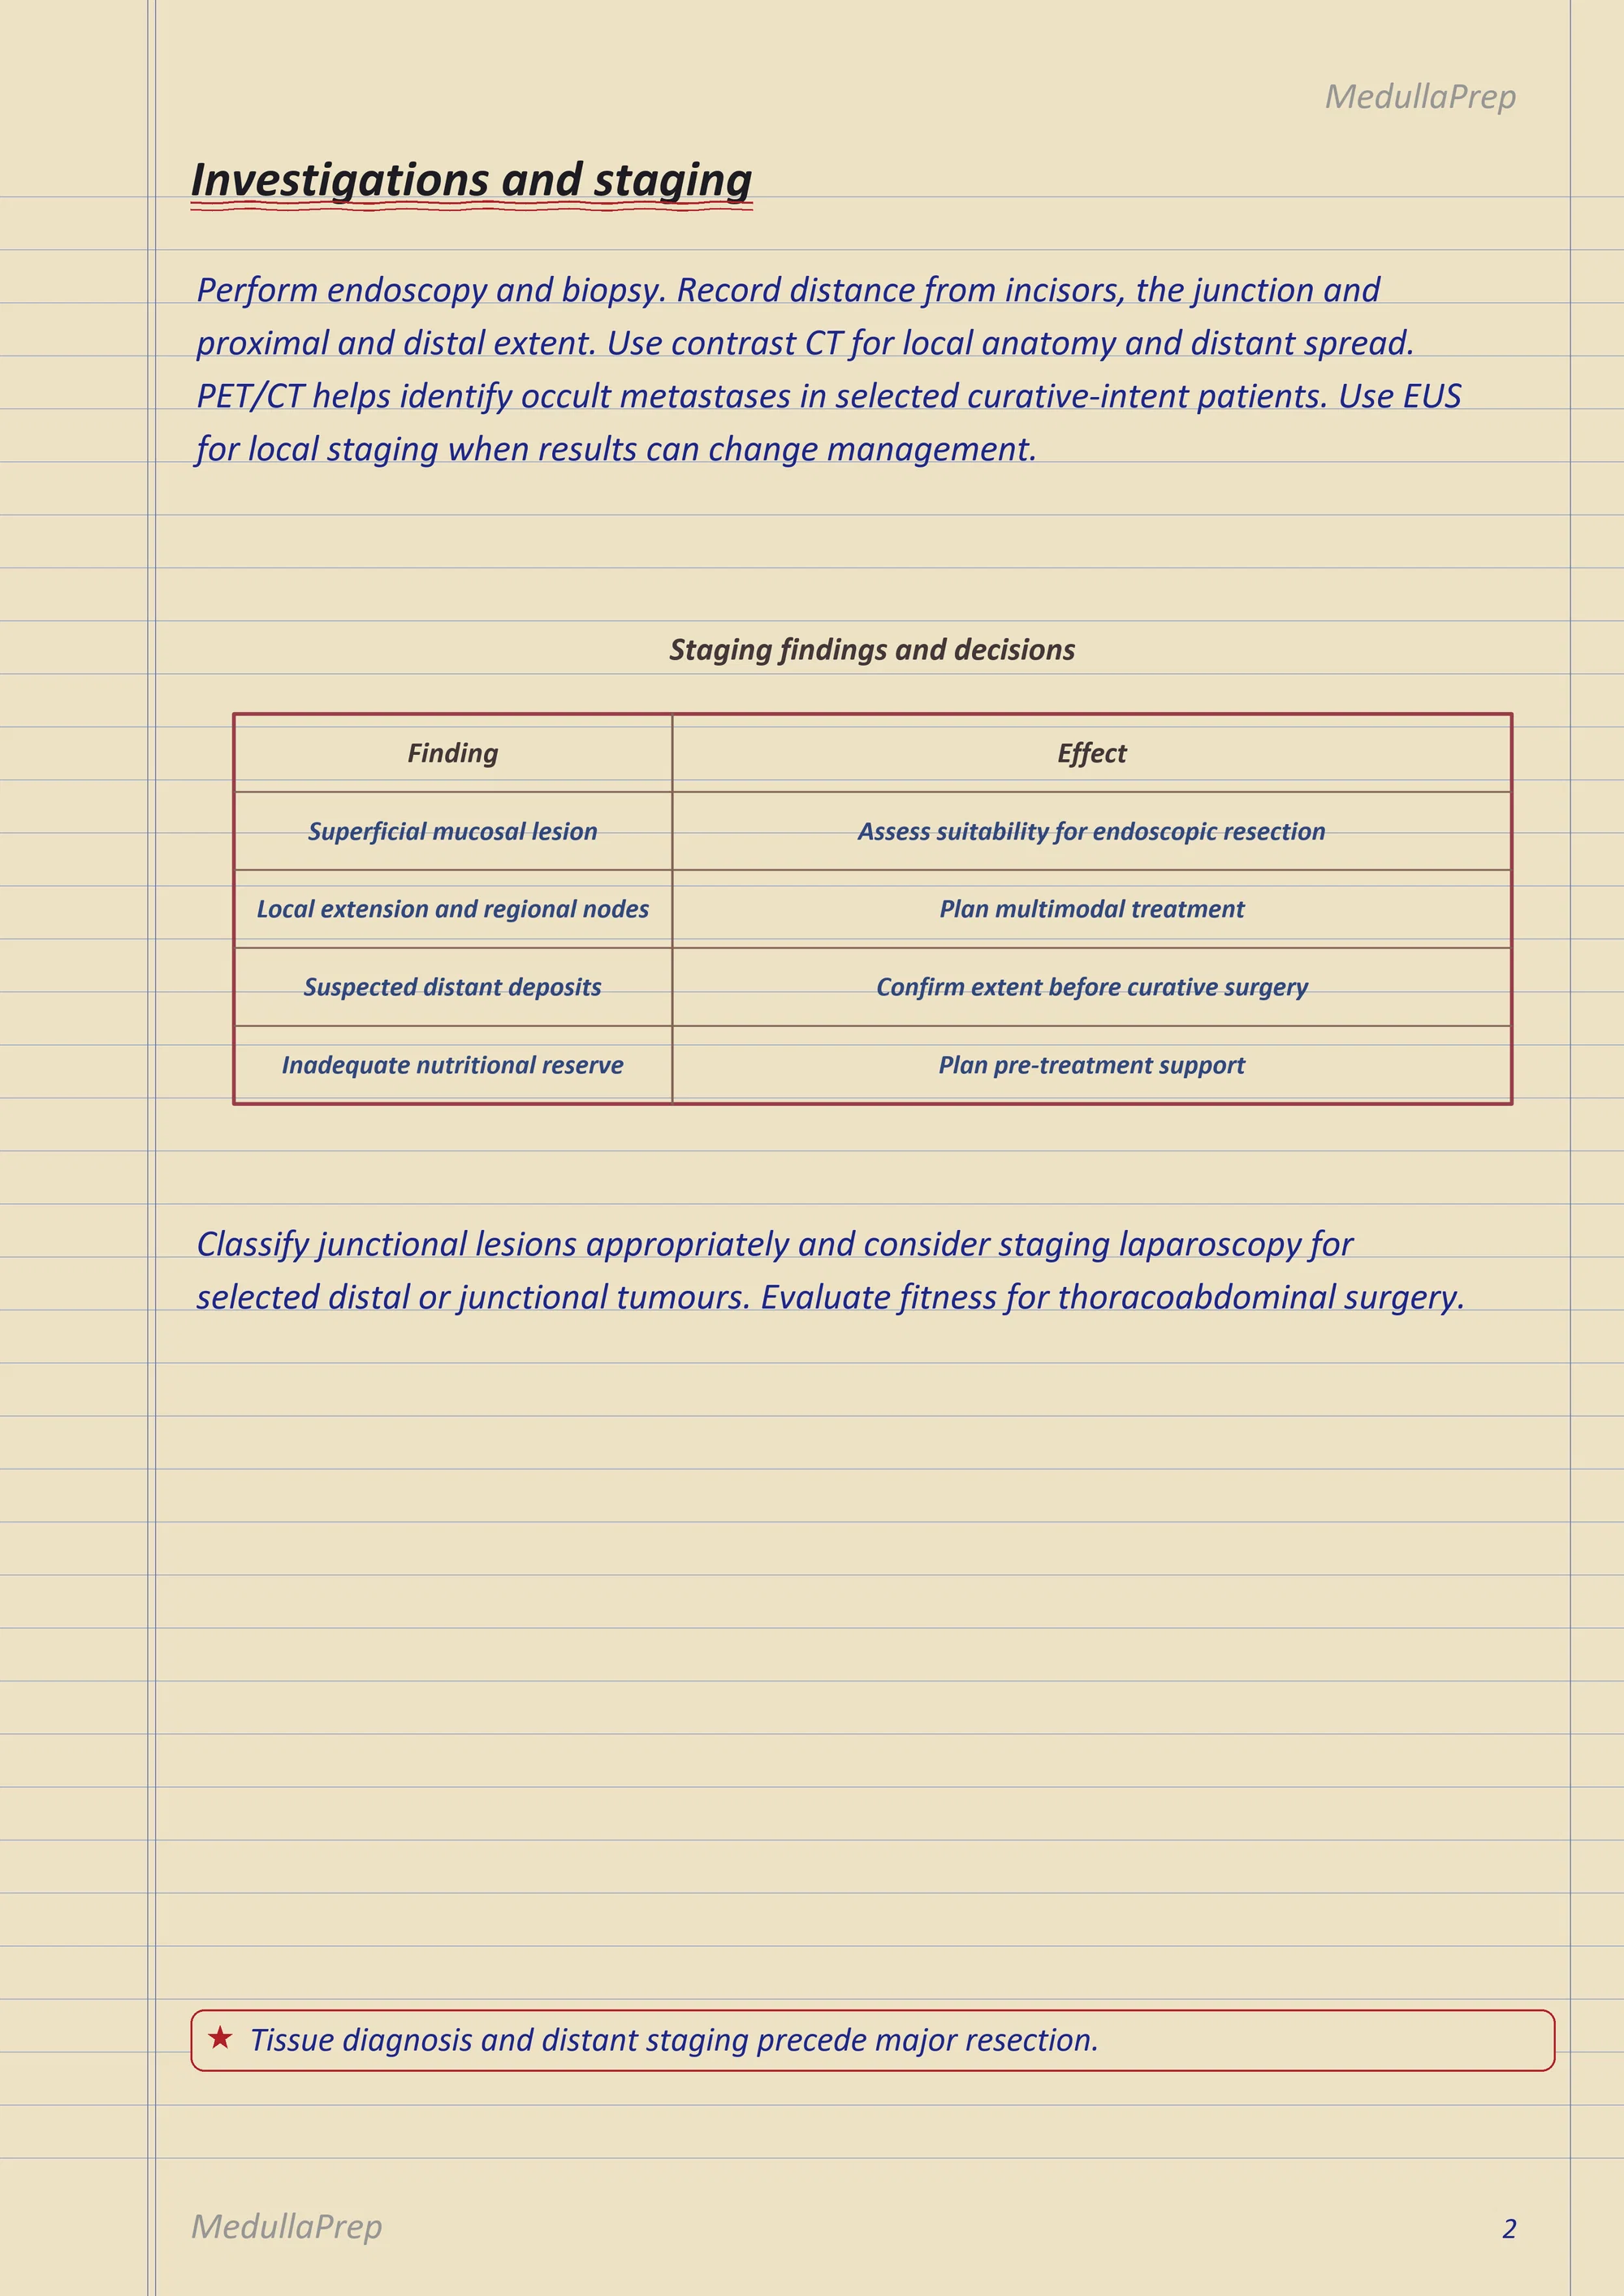 MedullaPrep
Investigations and staging
Perform endoscopy and biopsy. Record distance from incisors, the junction and
proximal and distal extent. Use contrast CT for local anatomy and distant spread.
PET/CT helps identify occult metastases in selected curative-intent patients. Use EUS
for local staging when results can change management.
Staging findings and decisions
Finding Effect
Superficial mucosal lesion Assess suitability for endoscopic resection
Local extension and regional nodes Plan multimodal treatment
Suspected distant deposits Confirm extent before curative surgery
Inadequate nutritional reserve Plan pre-treatment support
Classify junctional lesions appropriately and consider staging laparoscopy for
selected distal or junctional tumours. Evaluate fitness for thoracoabdominal surgery.
★ Tissue diagnosis and distant staging precede major resection.
MedullaPrep 2